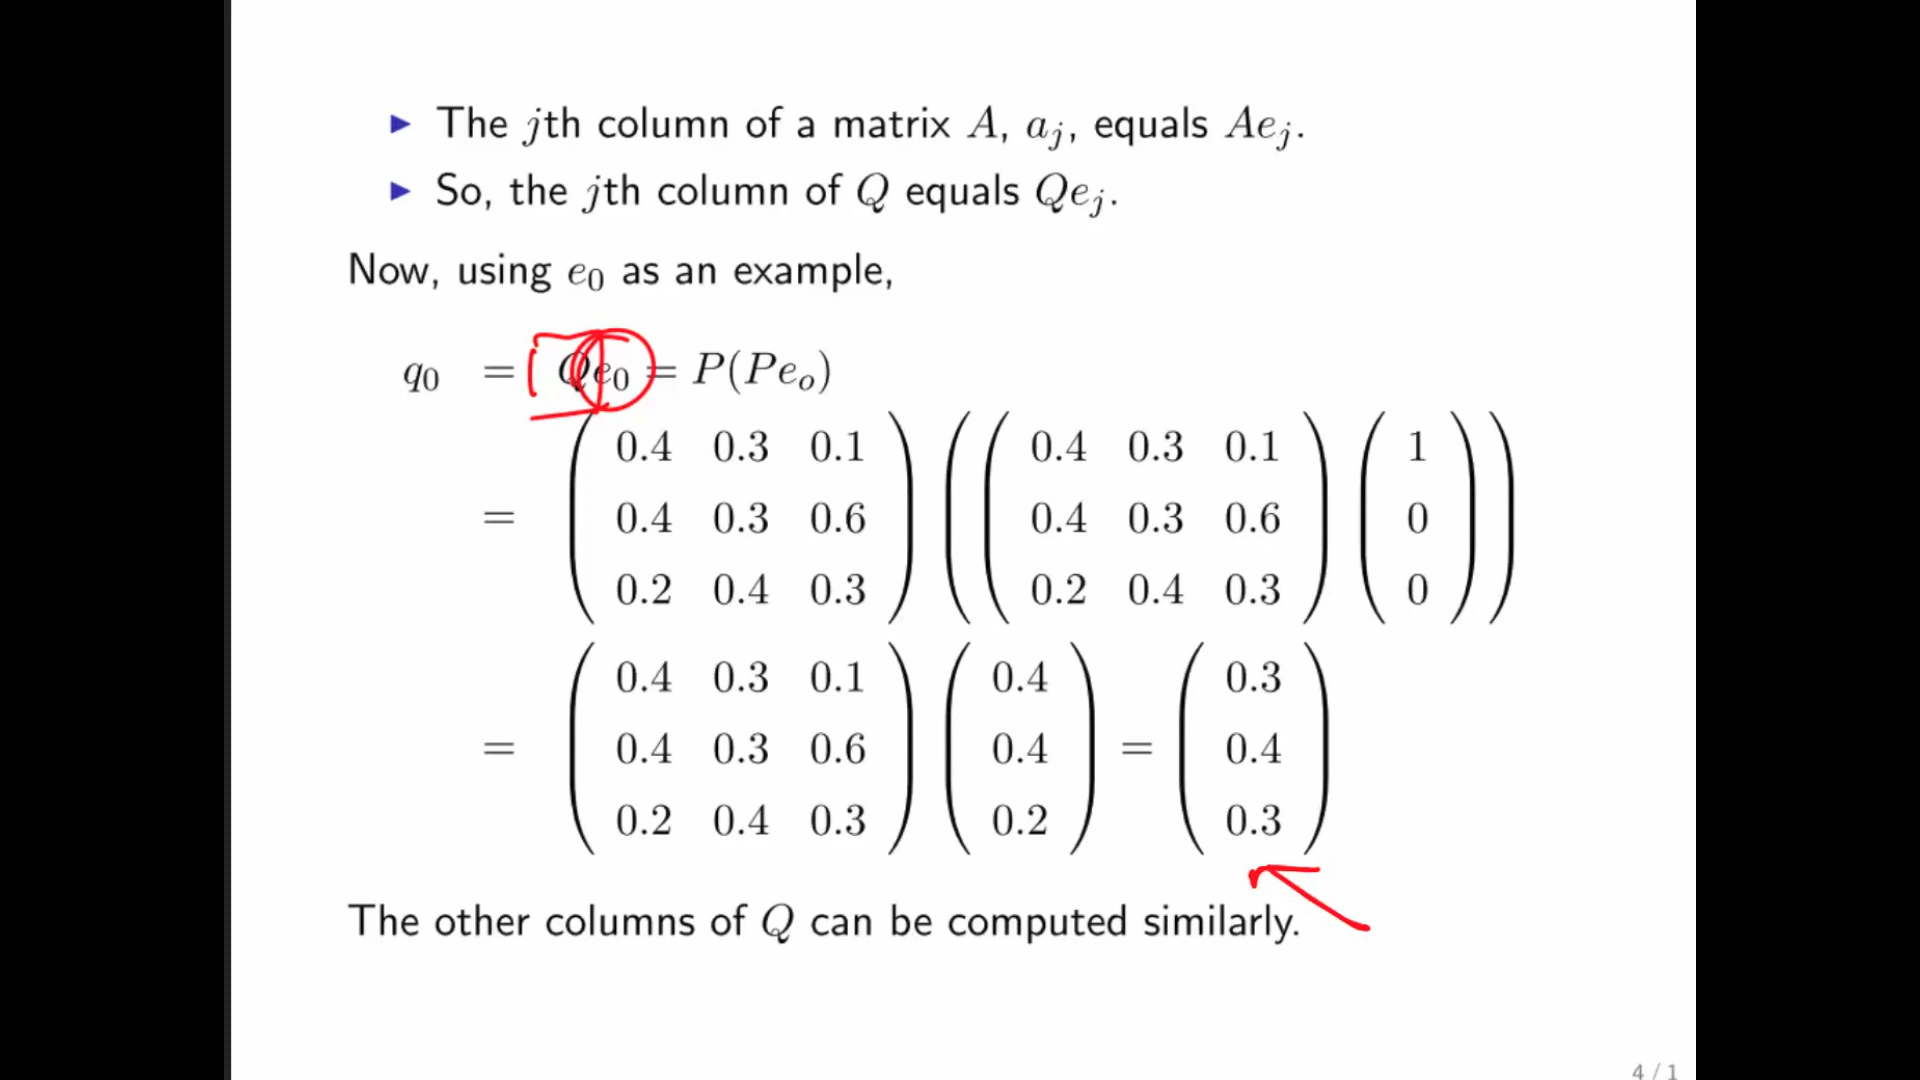 ▶ The jth column of a matrix A, a_j, equals Ae_j.
▶ So, the jth column of Q equals Qe_j.
Now, using e_0 as an example,
q_0 = Qe_0 = P(Pe_o)
= ( 0.4 0.3 0.1 ) ( ( 0.4 0.3 0.1 ) ( 1 ) )
0.4 0.3 0.6 0.4 0.3 0.6 0
0.2 0.4 0.3 0.2 0.4 0.3 0
= ( 0.4 0.3 0.1 ) ( 0.4 ) = ( 0.3 )
0.4 0.3 0.6 0.4 0.4
0.2 0.4 0.3 0.2 0.3
The other columns of Q can be computed similarly.
4 / 1